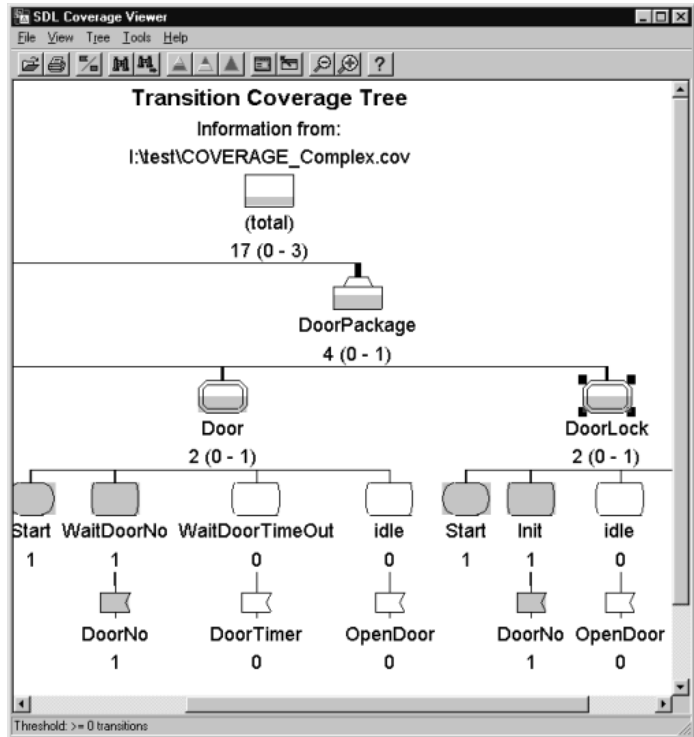 SDL Coverage Viewer
File View Tree Tools Help
?
Transition Coverage Tree
Information from:
I:\test\COVERAGE_Complex.cov
(total)
17 (0 - 3)
DoorPackage
4 (0 - 1)
Door DoorLock
2 (0 - 1) 2 (0 - 1)
Start WaitDoorNo WaitDoorTimeOut idle Start Init idle
1 1 0 0 1 1 0
DoorNo DoorTimer OpenDoor DoorNo OpenDoor
1 0 0 1 0
Threshold: >= 0 transitions